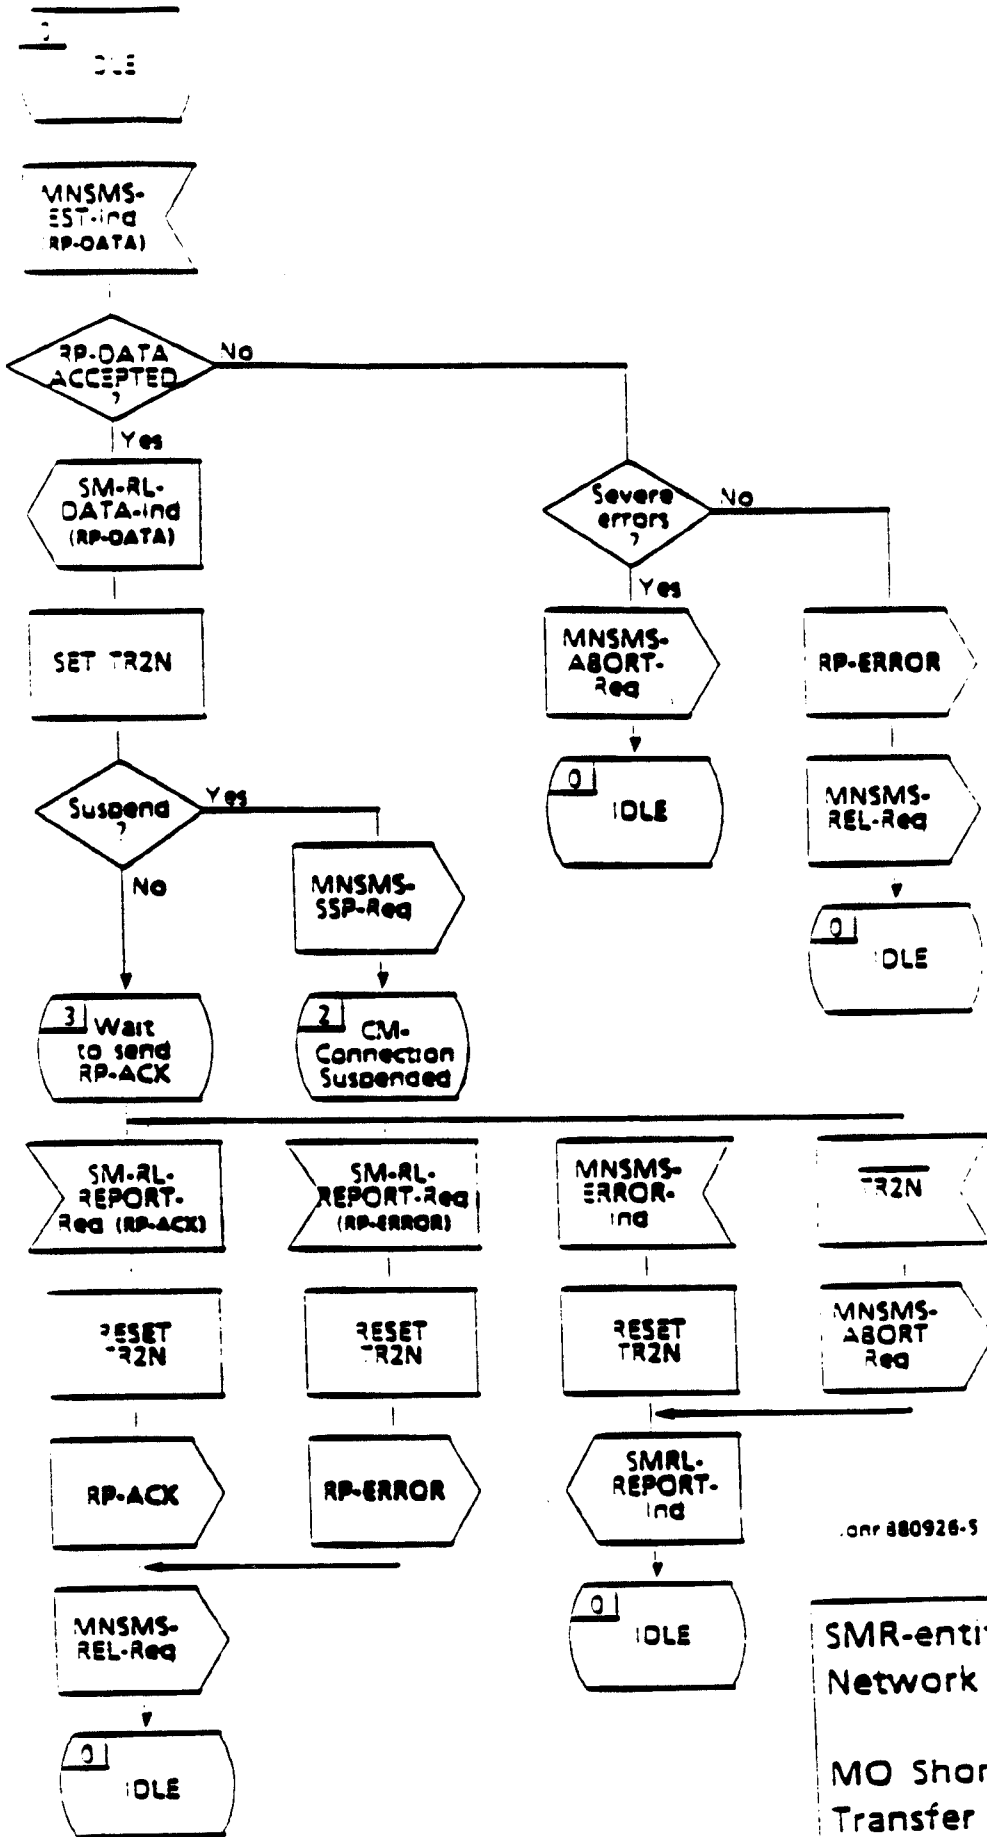 0
IDLE
MNSMS-
EST-ind
(RP-DATA)
RP-DATA
ACCEPTED
?
No
Yes
SM-RL-
DATA-ind
(RP-DATA)
Severe
errors
?
No
Yes
SET TR2N
MNSMS-
ABORT-
Req
RP-ERROR
Suspend
?
Yes
No
0
IDLE
MNSMS-
REL-Req
MNSMS-
SSP-Req
0
IDLE
3
Wait
to send
RP-ACK
2
CM-
Connection
Suspended
SM-RL-
REPORT-
Req (RP-ACK)
SM-RL-
REPORT-Req
(RP-ERROR)
MNSMS-
ERROR-
ind
TR2N
RESET
TR2N
RESET
TR2N
RESET
TR2N
MNSMS-
ABORT
Req
RP-ACK
RP-ERROR
SMRL-
REPORT-
Ind
880926-5
MNSMS-
REL-Req
0
IDLE
SMR-entit
Network
0
IDLE
MO Shor
Transfer